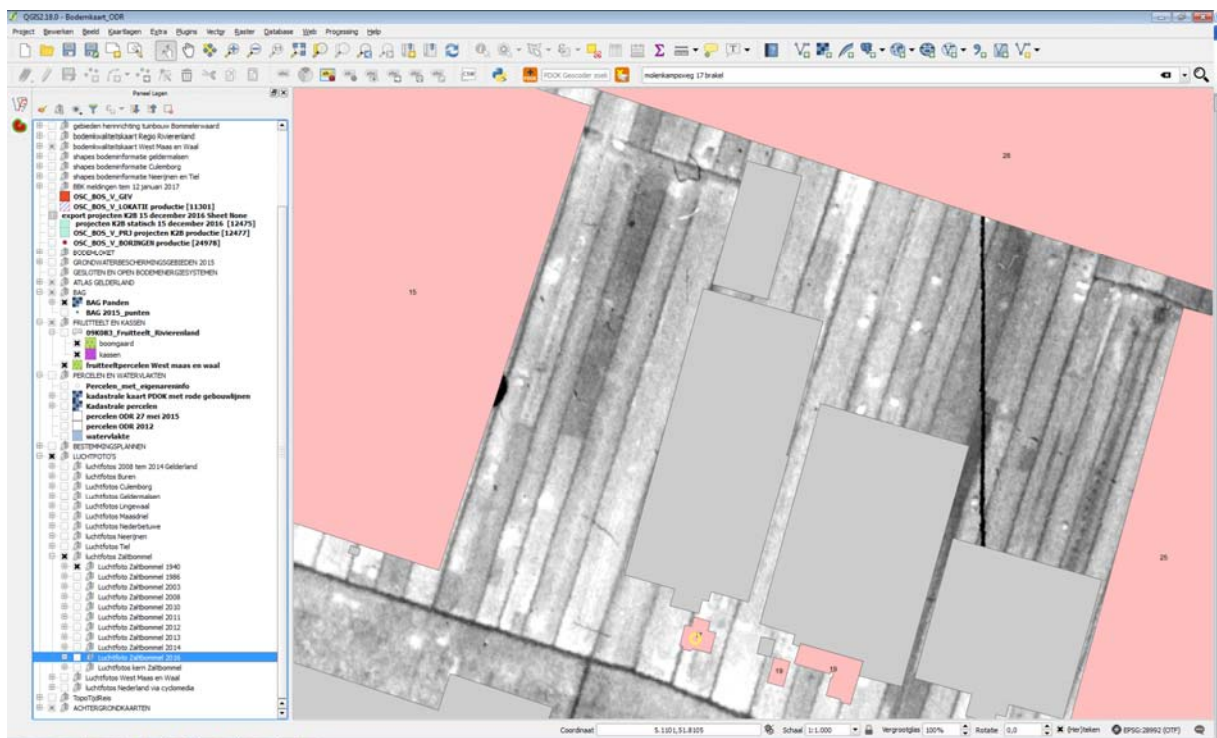 QGIS2.18.0 - Bodemkaart_ODR
Project Bewerken Beeld Kaartlagen Extra Plugins Vector Raster Database Web Processing Help
CSW
PDOK Geocoder zoek
molenkampsweg 17 brakel
Paneel Lagen
gebieden herinrichting tuinbouw Bommelerwaard
bodemkwaliteitskaart Regio Rivierenland
bodemkwaliteitskaart West Maas en Waal
shapes bodeminformatie geldermalsen
shapes bodeminformatie Culemborg
shapes bodeminformatie Neerijnen en Tiel
BBK meldingen tem 12 januari 2017
OSC_BOS_V_GEV
OSC_BOS_V_LOKATIE productie [11301]
export projecten K2B 15 december 2016 Sheet None
projecten K2B statisch 15 december 2016 [12475]
OSC_BOS_V_PRJ projecten K2B productie [12477]
OSC_BOS_V_BORINGEN productie [24978]
BODEMLOKET
GRONDWATERBESCHERMINGSGEBIEDEN 2015
GESLOTEN EN OPEN BODEMENERGIESYSTEMEN
ATLAS GELDERLAND
BAG
BAG Panden
BAG 2015_punten
FRUITTEELT EN KASSEN
09K083_Fruitteelt_Rivierenland
boomgaard
kassen
fruitteeltpercelen West maas en waal
PERCELEN EN WATERVLAKTEN
Percelen_met_eigenareninfo
kadastrale kaart PDOK met rode gebouwlijnen
Kadastrale percelen
percelen ODR 27 mei 2015
percelen ODR 2012
watervlakte
BESTEMMINGSPLANNEN
LUCHTFOTO'S
luchtfotos 2008 tem 2014 Gelderland
luchtfotos Buren
Luchtfotos Culemborg
Luchtfotos Geldermalsen
Luchtfotos Lingewaal
Luchtfotos Maasdriel
Luchtfotos Nederbetuwe
Luchtfotos Neerijnen
Luchtfotos Tiel
luchtfotos Zaltbommel
Luchtfoto Zaltbommel 1940
Luchtfoto Zaltbommel 1986
Luchtfoto Zaltbommel 2003
Luchtfoto Zaltbommel 2008
Luchtfoto Zaltbommel 2010
Luchtfoto Zaltbommel 2011
Luchtfoto Zaltbommel 2012
Luchtfoto Zaltbommel 2013
Luchtfoto Zaltbommel 2014
Luchtfoto Zaltbommel 2016
Luchtfotos kern Zaltbommel
Luchtfotos West Maas en Waal
luchtfotos Nederland via cyclomedia
TopoTijdReis
ACHTERGRONDKAARTEN
28
15
25
19
19
Coordinaat 5.1101,51.8105 Schaal 1:1.000 Vergrootglas 100% Rotatie 0,0 (Her)teken EPSG:28992 (OTF)